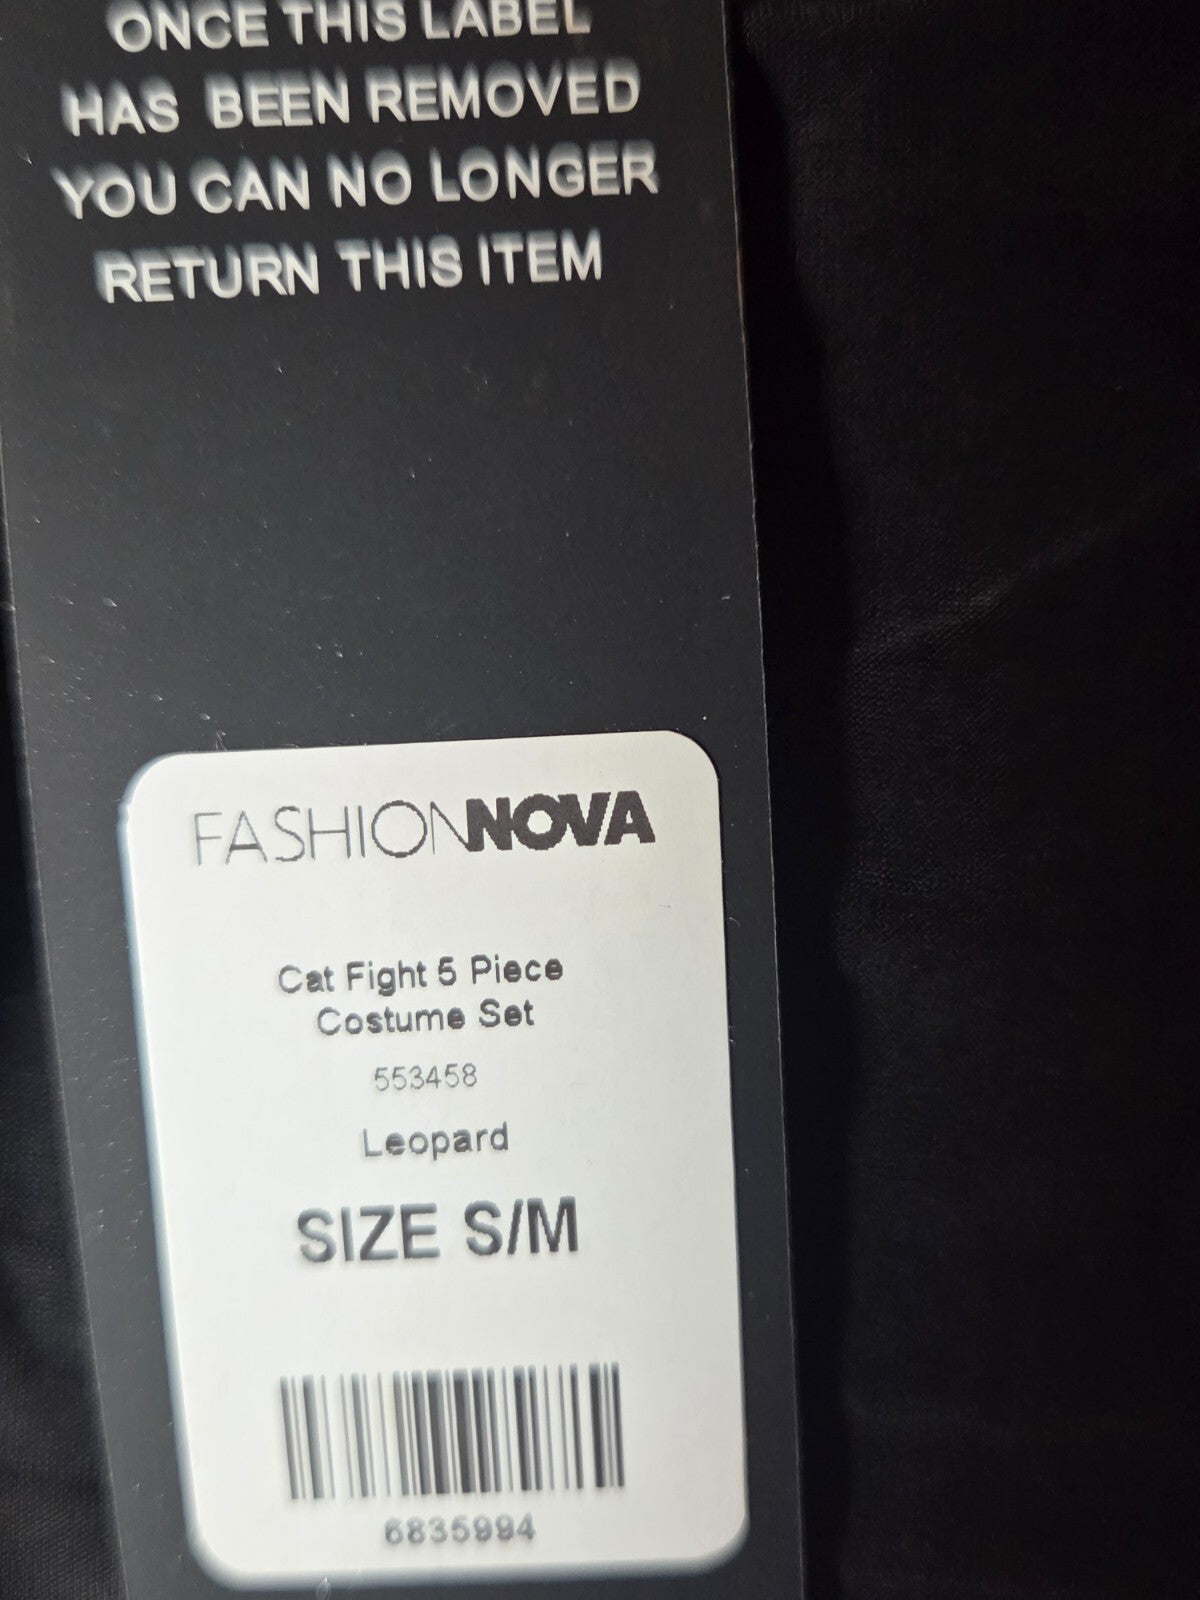 ONCE THIS LABEL
HAS BEEN REMOVED
YOU CAN NO LONGER
RETURN THIS ITEM
FASHIONNOVA
Cat Fight 5 Piece
Costume Set
553458
Leopard
SIZE S/M
6835994